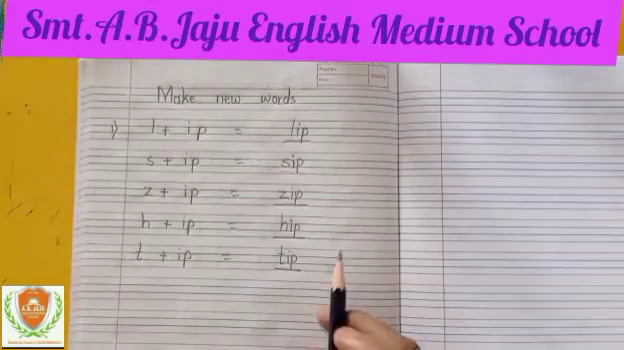 Smt.A.B.Jaju English Medium School
Make new words
1) l + ip = lip
s + ip = sip
z + ip = zip
h + ip = hip
t + ip = tip